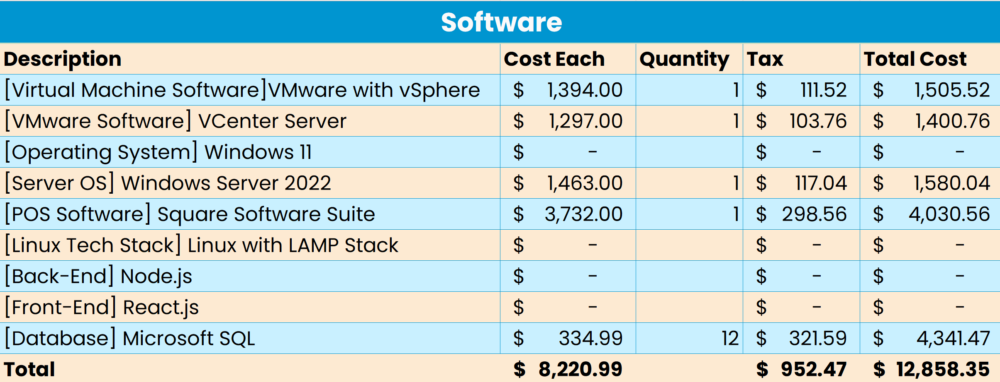 Software
Description Cost Each Quantity Tax Total Cost
[Virtual Machine Software]VMware with vSphere $ 1,394.00 1 $ 111.52 $ 1,505.52
[VMware Software] VCenter Server $ 1,297.00 1 $ 103.76 $ 1,400.76
[Operating System] Windows 11 $ - $ - $ -
[Server OS] Windows Server 2022 $ 1,463.00 1 $ 117.04 $ 1,580.04
[POS Software] Square Software Suite $ 3,732.00 1 $ 298.56 $ 4,030.56
[Linux Tech Stack] Linux with LAMP Stack $ - $ - $ -
[Back-End] Node.js $ - $ - $ -
[Front-End] React.js $ - $ - $ -
[Database] Microsoft SQL $ 334.99 12 $ 321.59 $ 4,341.47
Total $ 8,220.99 $ 952.47 $ 12,858.35